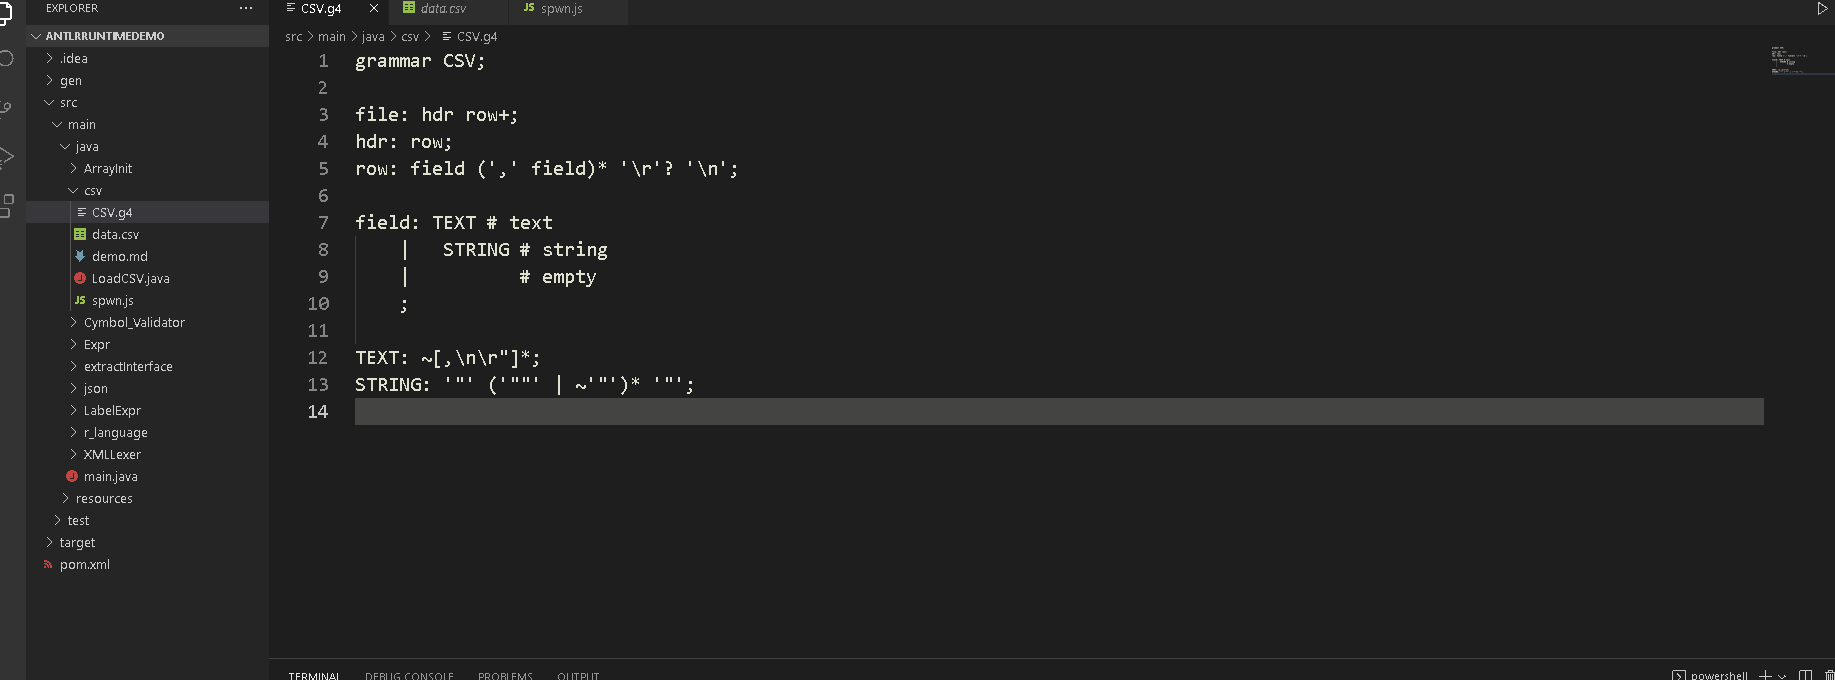 EXPLORER ···
ANTLRRUNTIMEDEMO
.idea
gen
src
main
java
ArrayInit
csv
CSV.g4
data.csv
demo.md
LoadCSV.java
JS spwn.js
Cymbol_Validator
Expr
extractInterface
json
LabelExpr
r_language
XMLLexer
main.java
resources
test
target
pom.xml
CSV.g4 data.csv JS spwn.js
src > main > java > csv > CSV.g4
1 grammar CSV;
2
3 file: hdr row+;
4 hdr: row;
5 row: field (',' field)* '\r'? '\n';
6
7 field: TEXT # text
8 | STRING # string
9 | # empty
10 ;
11
12 TEXT: ~[,\n\r"]*;
13 STRING: '"' ('""' | ~'"')* '"';
14
TERMINAL DEBUG CONSOLE PROBLEMS OUTPUT
powershell